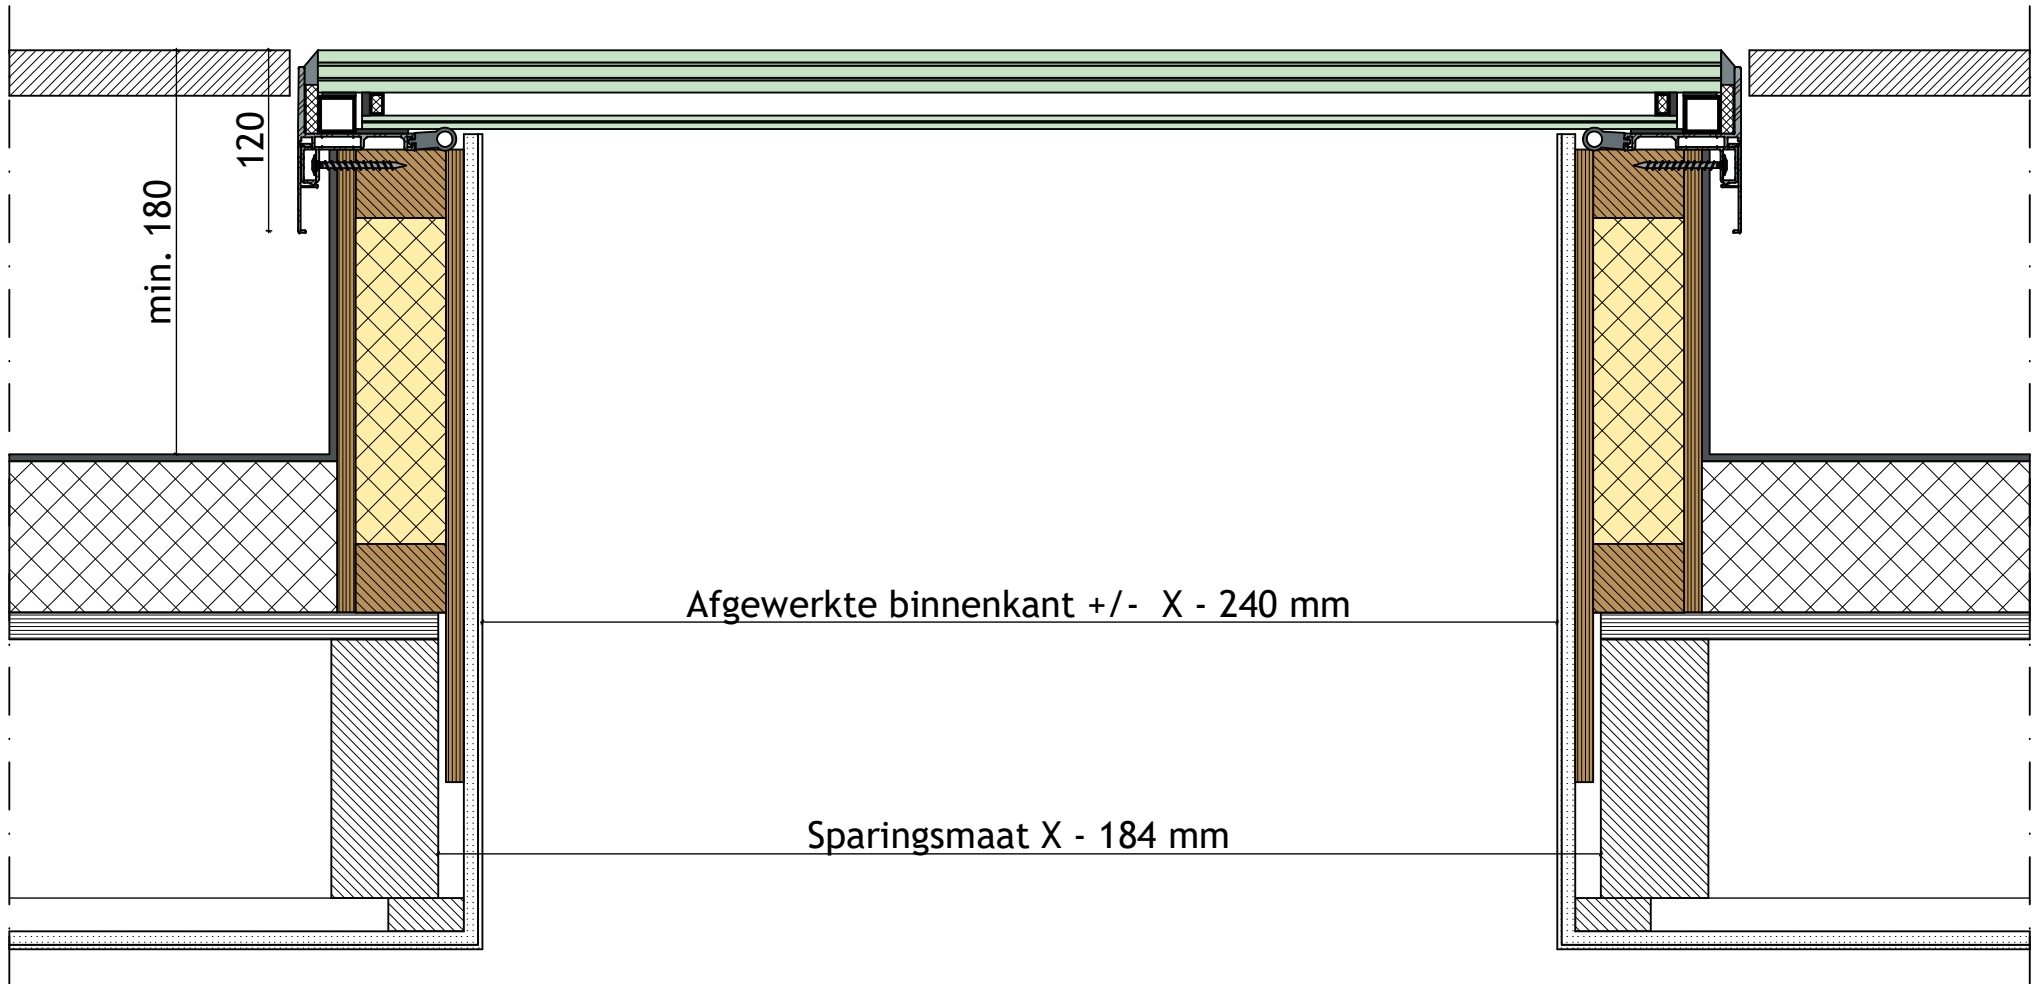 120
min. 180
Afgewerkte binnenkant +/- X - 240 mm
Sparingsmaat X - 184 mm